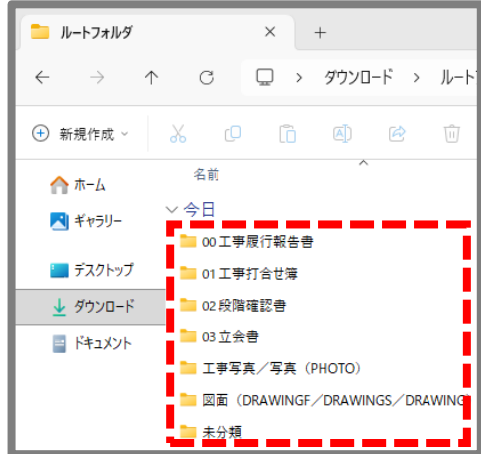 ルートフォルダ
ダウンロード > ルート
新規作成
名前
ホーム
今日
ギャラリー
00 工事履行報告書
デスクトップ
01 工事打合せ簿
ダウンロード
02 段階確認書
ドキュメント
03 立会書
工事写真／写真（PHOTO）
図面（DRAWINGF／DRAWINGS／DRAWING
未分類